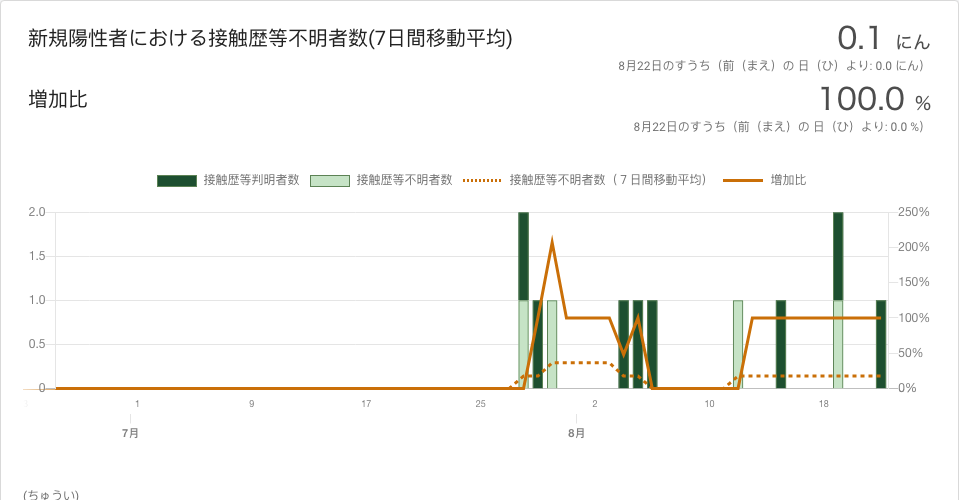 新規陽性者における接触歴等不明者数(7日間移動平均)
0.1 にん
8月22日のすうち（前（まえ）の 日（ひ）より: 0.0 にん）
増加比
100.0 %
8月22日のすうち（前（まえ）の 日（ひ）より: 0.0 %）
接触歴等判明者数 接触歴等不明者数 接触歴等不明者数（７日間移動平均） 増加比
2.0 250%
200%
1.5
150%
1.0 100%
0.5 50%
0 0%
1 9 17 25 2 10 18
7月 8月
(ちゅうい)